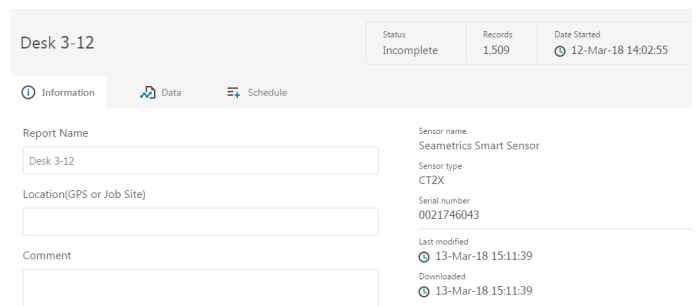 Desk 3-12
Status
Incomplete
Records
1,509
Date Started
12-Mar-18 14:02:55
Information
Data
Schedule
Report Name
Desk 3-12
Location(GPS or Job Site)
Comment
Sensor name
Seametrics Smart Sensor
Sensor type
CT2X
Serial number
0021746043
Last modified
13-Mar-18 15:11:39
Downloaded
13-Mar-18 15:11:39